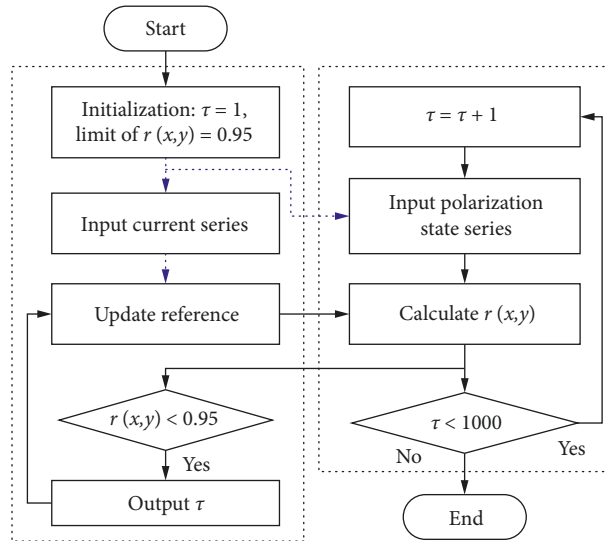 Start
Initialization: τ = 1,
limit of r (x,y) = 0.95
Input current series
Update reference
r (x,y) < 0.95
Yes
Output τ
τ = τ + 1
Input polarization
state series
Calculate r (x,y)
τ < 1000
No
Yes
End